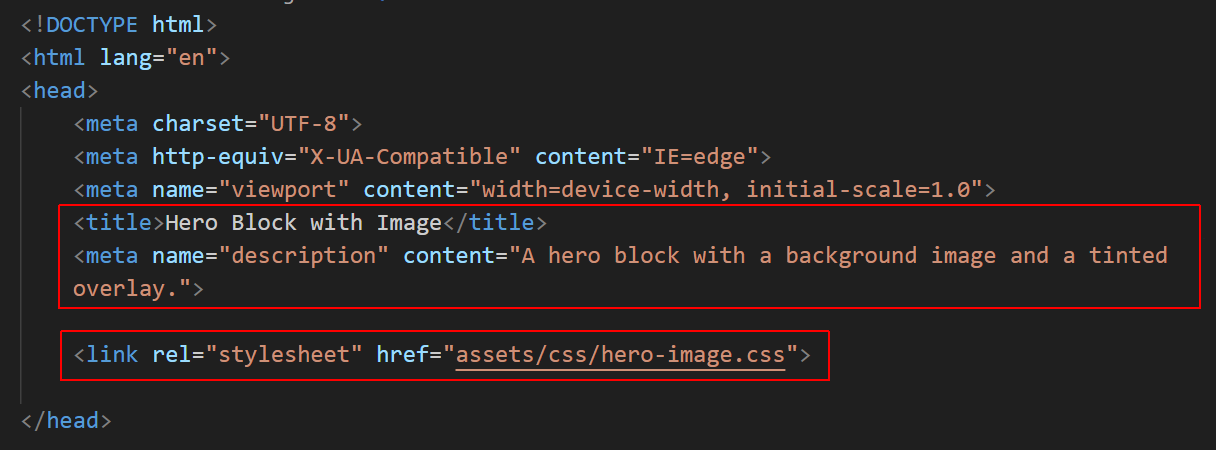 <!DOCTYPE html>
<html lang="en">
<head>
<meta charset="UTF-8">
<meta http-equiv="X-UA-Compatible" content="IE=edge">
<meta name="viewport" content="width=device-width, initial-scale=1.0">
<title>Hero Block with Image</title>
<meta name="description" content="A hero block with a background image and a tinted
overlay.">
<link rel="stylesheet" href="assets/css/hero-image.css">
</head>